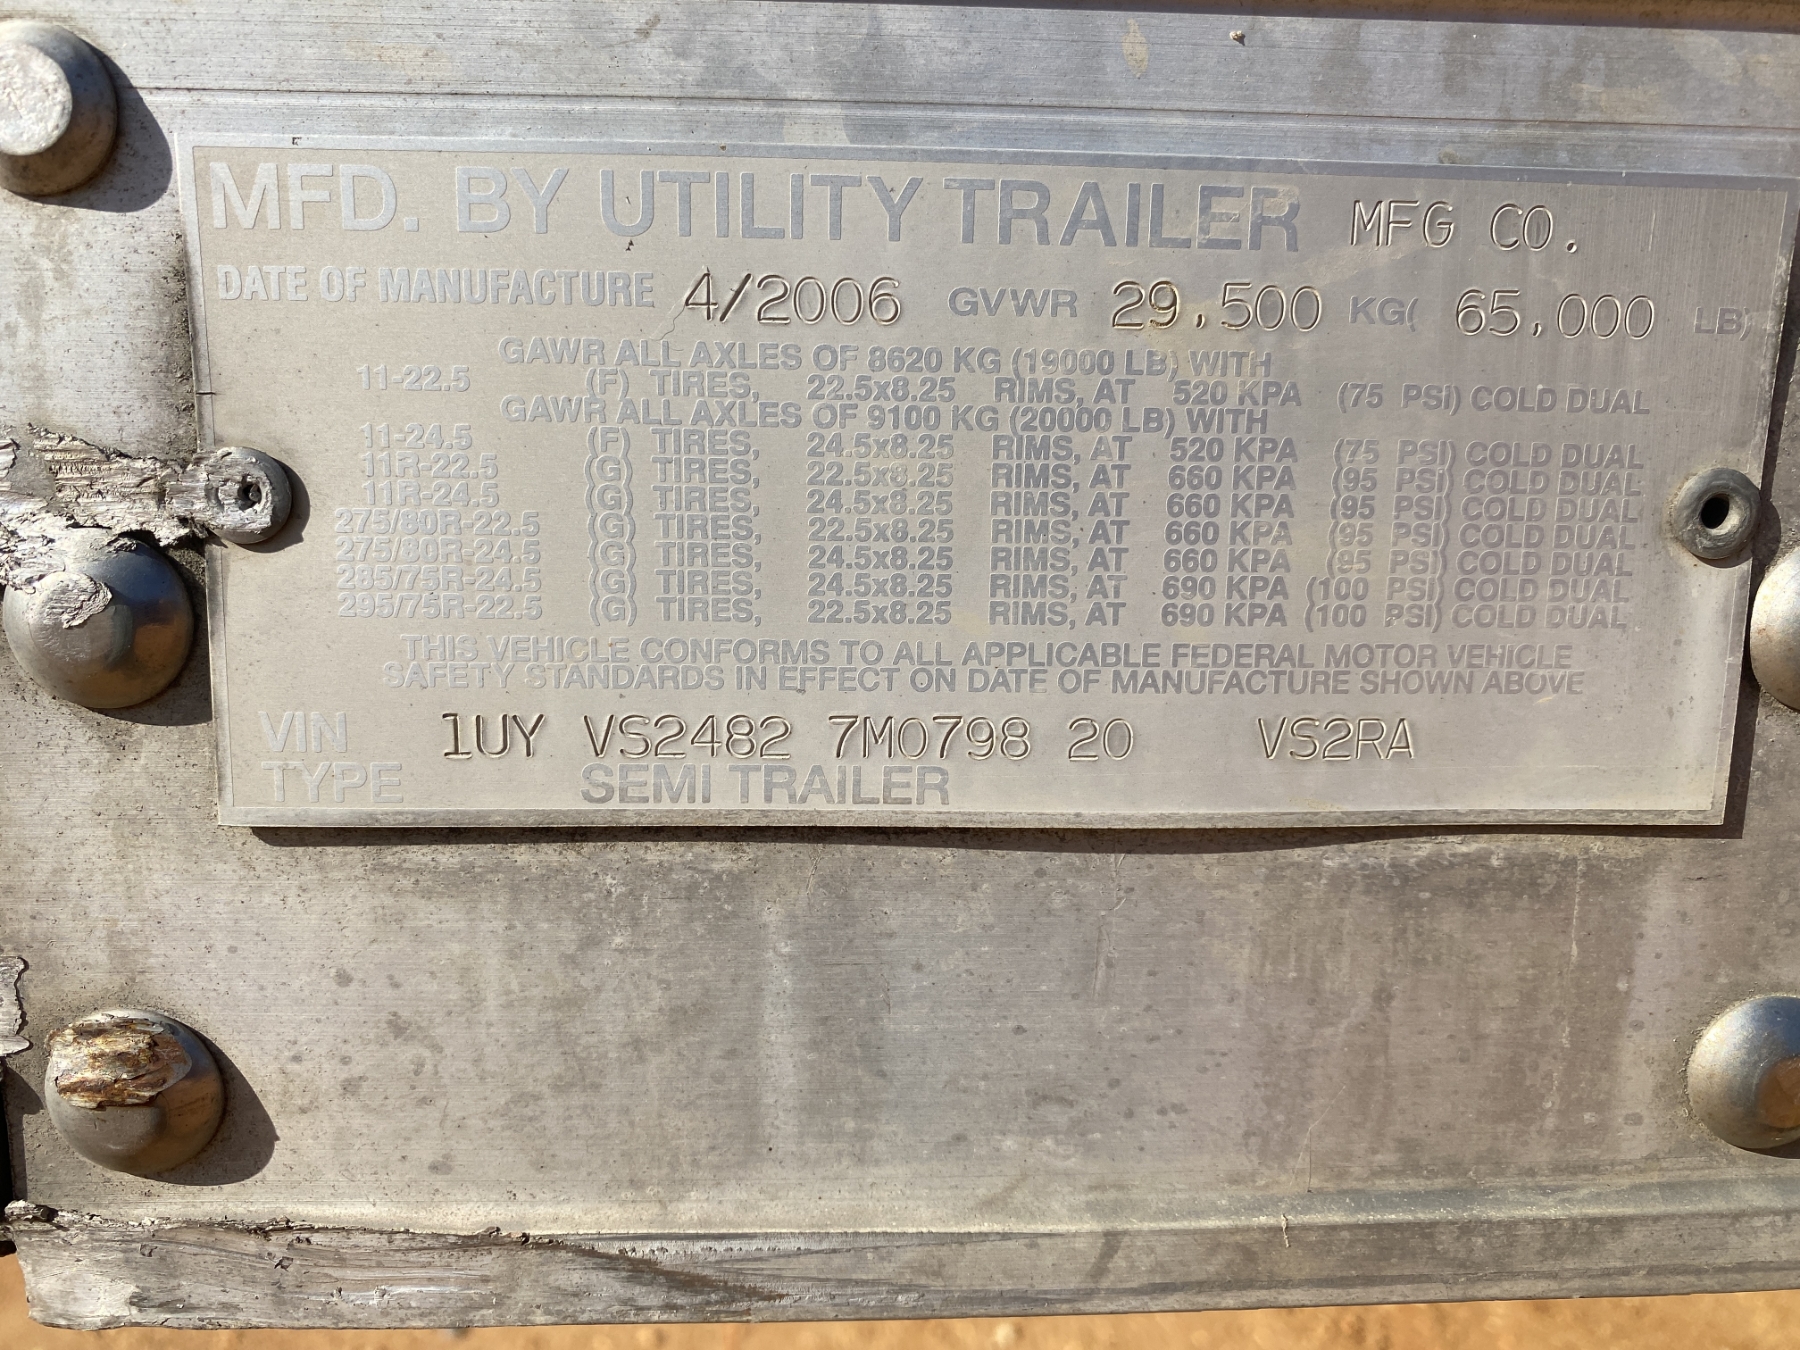 MFD. BY UTILITY TRAILER MFG CO.
DATE OF MANUFACTURE 4/2006 GVWR 29,500 KG( 65,000 LB)
GAWR ALL AXLES OF 8620 KG (19000 LB) WITH
11-22.5 (F) TIRES, 22.5x8.25 RIMS, AT 520 KPA (75 PSI) COLD DUAL
GAWR ALL AXLES OF 9100 KG (20000 LB) WITH
11-24.5 (F) TIRES, 24.5x8.25 RIMS, AT 520 KPA (75 PSI) COLD DUAL
11R-22.5 (G) TIRES, 22.5x8.25 RIMS, AT 660 KPA (95 PSI) COLD DUAL
11R-24.5 (G) TIRES, 24.5x8.25 RIMS, AT 660 KPA (95 PSI) COLD DUAL
275/80R-22.5 (G) TIRES, 22.5x8.25 RIMS, AT 660 KPA (95 PSI) COLD DUAL
275/80R-24.5 (G) TIRES, 24.5x8.25 RIMS, AT 660 KPA (95 PSI) COLD DUAL
285/75R-24.5 (G) TIRES, 24.5x8.25 RIMS, AT 690 KPA (100 PSI) COLD DUAL
295/75R-22.5 (G) TIRES, 22.5x8.25 RIMS, AT 690 KPA (100 PSI) COLD DUAL
THIS VEHICLE CONFORMS TO ALL APPLICABLE FEDERAL MOTOR VEHICLE
SAFETY STANDARDS IN EFFECT ON DATE OF MANUFACTURE SHOWN ABOVE
VIN 1UY VS2482 7M0798 20 VS2RA
TYPE SEMI TRAILER